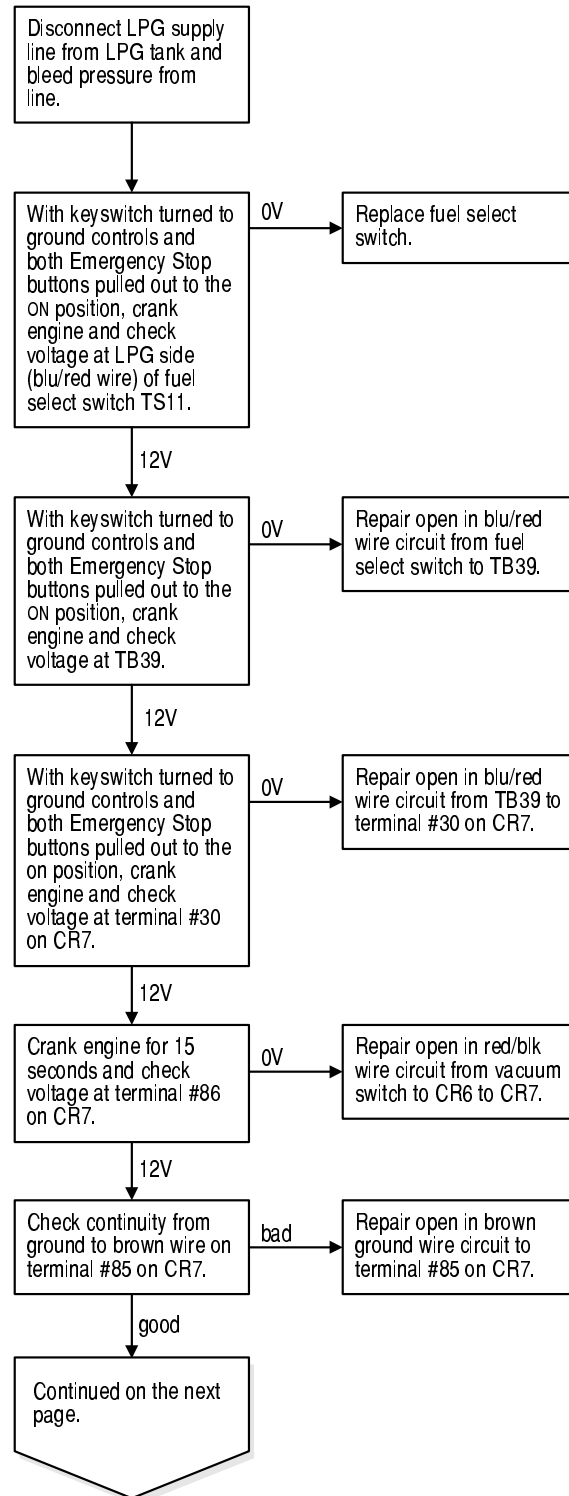 Disconnect LPG supply
line from LPG tank and
bleed pressure from
line.
With keyswitch turned to
ground controls and
both Emergency Stop
buttons pulled out to the
ON position, crank
engine and check
voltage at LPG side
(blu/red wire) of fuel
select switch TS11.
0V
Replace fuel select
switch.
12V
With keyswitch turned to
ground controls and
both Emergency Stop
buttons pulled out to the
ON position, crank
engine and check
voltage at TB39.
0V
Repair open in blu/red
wire circuit from fuel
select switch to TB39.
12V
With keyswitch turned to
ground controls and
both Emergency Stop
buttons pulled out to the
on position, crank
engine and check
voltage at terminal #30
on CR7.
0V
Repair open in blu/red
wire circuit from TB39 to
terminal #30 on CR7.
12V
Crank engine for 15
seconds and check
voltage at terminal #86
on CR7.
0V
Repair open in red/blk
wire circuit from vacuum
switch to CR6 to CR7.
12V
Check continuity from
ground to brown wire on
terminal #85 on CR7.
bad
Repair open in brown
ground wire circuit to
terminal #85 on CR7.
good
Continued on the next
page.